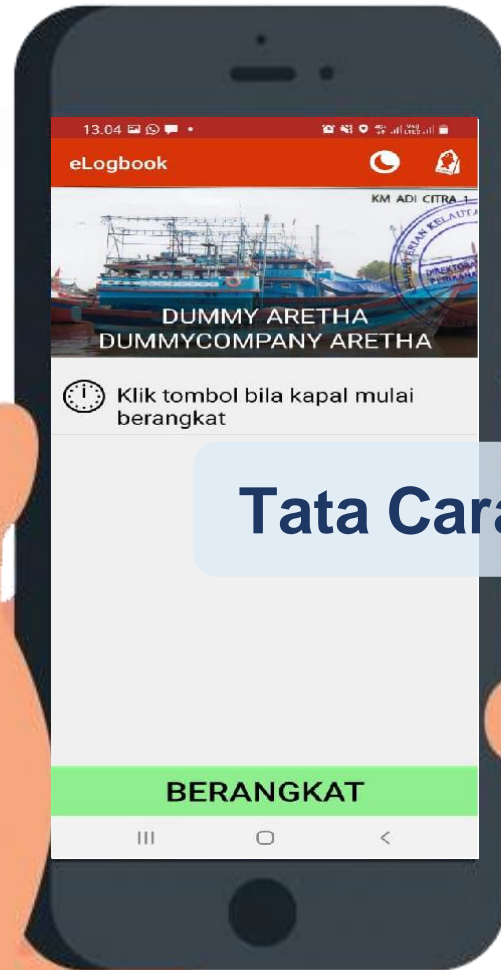 13.04
eLogbook
KM ADI CITRA 1
DUMMY ARETHA
DUMMYCOMPANY ARETHA
Klik tombol bila kapal mulai
berangkat
Tata Cara
BERANGKAT